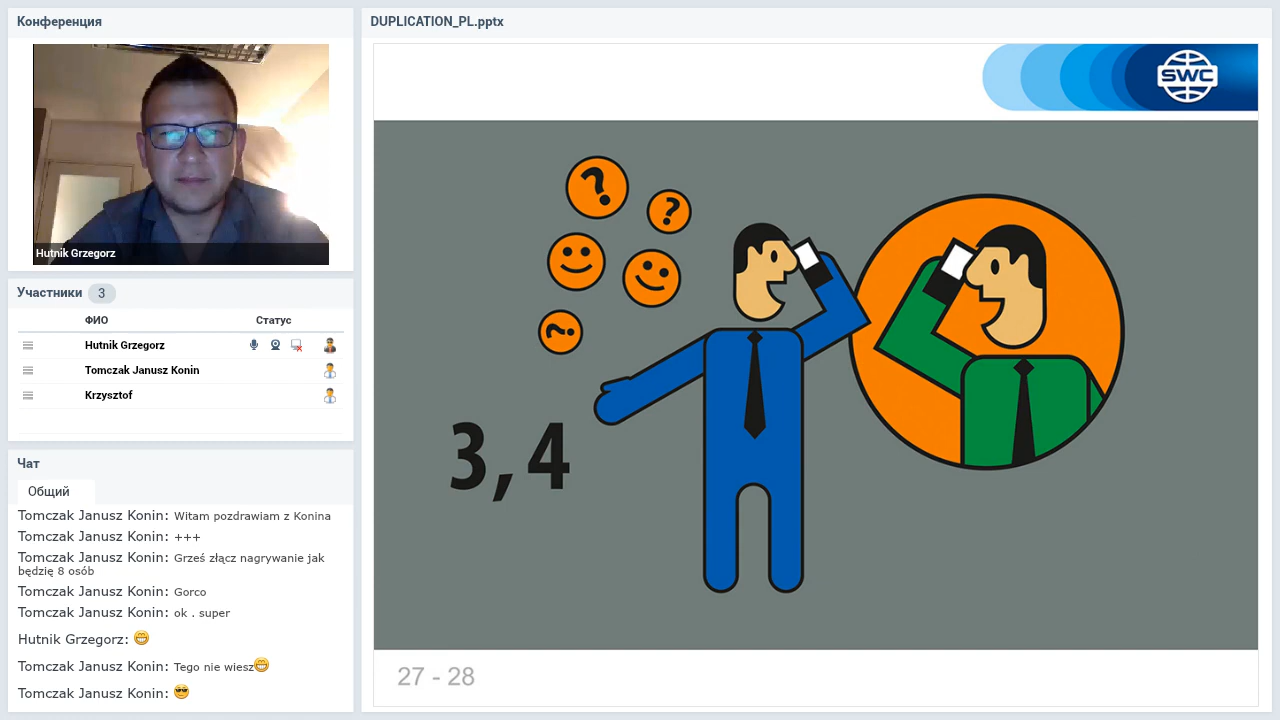 Конференция
Hutnik Grzegorz
Участники 3
ФИО Статус
Hutnik Grzegorz
Tomczak Janusz Konin
Krzysztof
Чат
Общий
Tomczak Janusz Konin: Witam pozdrawiam z Konina
Tomczak Janusz Konin: +++
Tomczak Janusz Konin: Grześ złącz nagrywanie jak
będzię 8 osób
Tomczak Janusz Konin: Gorco
Tomczak Janusz Konin: ok . super
Hutnik Grzegorz: 😁
Tomczak Janusz Konin: Tego nie wiesz😁
Tomczak Janusz Konin: 😎
DUPLICATION_PL.pptx
SWC
?
?
?
3, 4
27 - 28